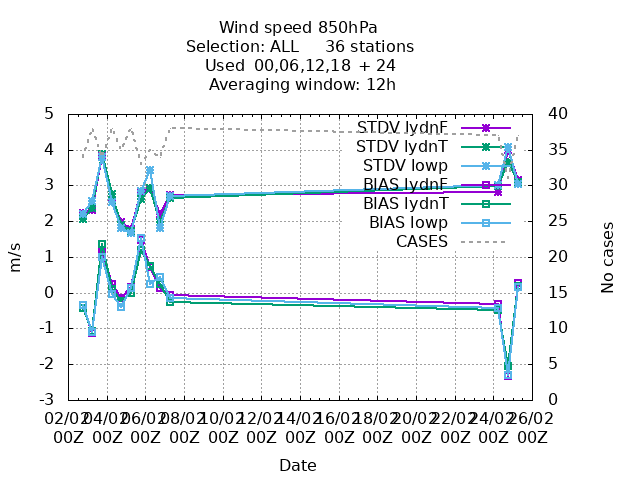 Wind speed 850hPa
Selection: ALL 36 stations
Used 00,06,12,18 + 24
Averaging window: 12h
5
4
3
2
1
0
-1
-2
-3
m/s
40
35
30
25
20
15
10
5
0
No cases
STDV lydnF
STDV lydnT
STDV lowp
BIAS lydnF
BIAS lydnT
BIAS lowp
CASES
02/02 04/02 06/02 08/02 10/02 12/02 14/02 16/02 18/02 20/02 22/02 24/02 26/02
00Z 00Z 00Z 00Z 00Z 00Z 00Z 00Z 00Z 00Z 00Z 00Z 00Z
Date